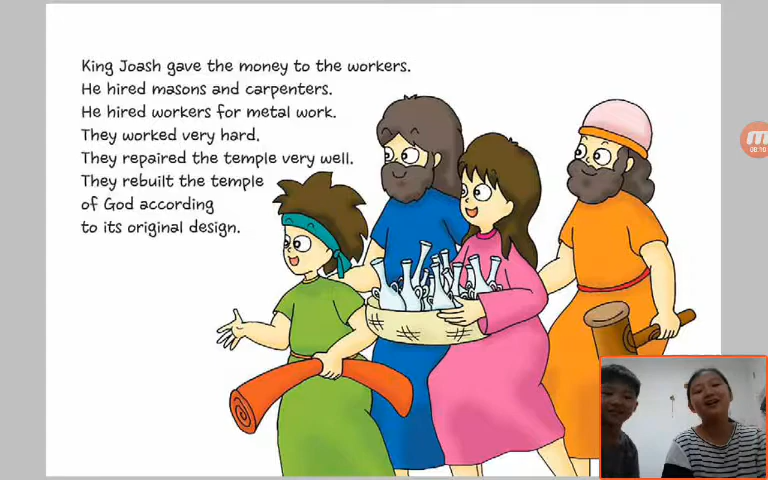 King Joash gave the money to the workers.
He hired masons and carpenters.
He hired workers for metal work.
They worked very hard.
They repaired the temple very well.
They rebuilt the temple
of God according
to its original design.